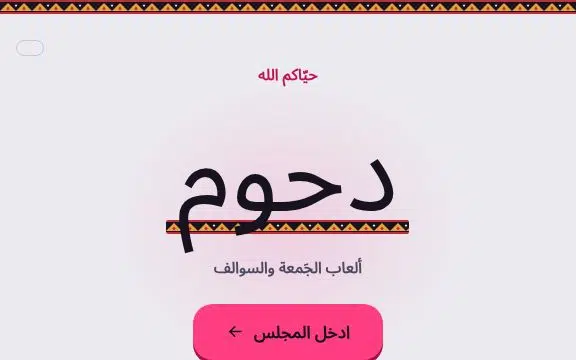 حيّاكم الله
دحوم
ألعاب الجَمعة والسوالف
ادخل المجلس ←